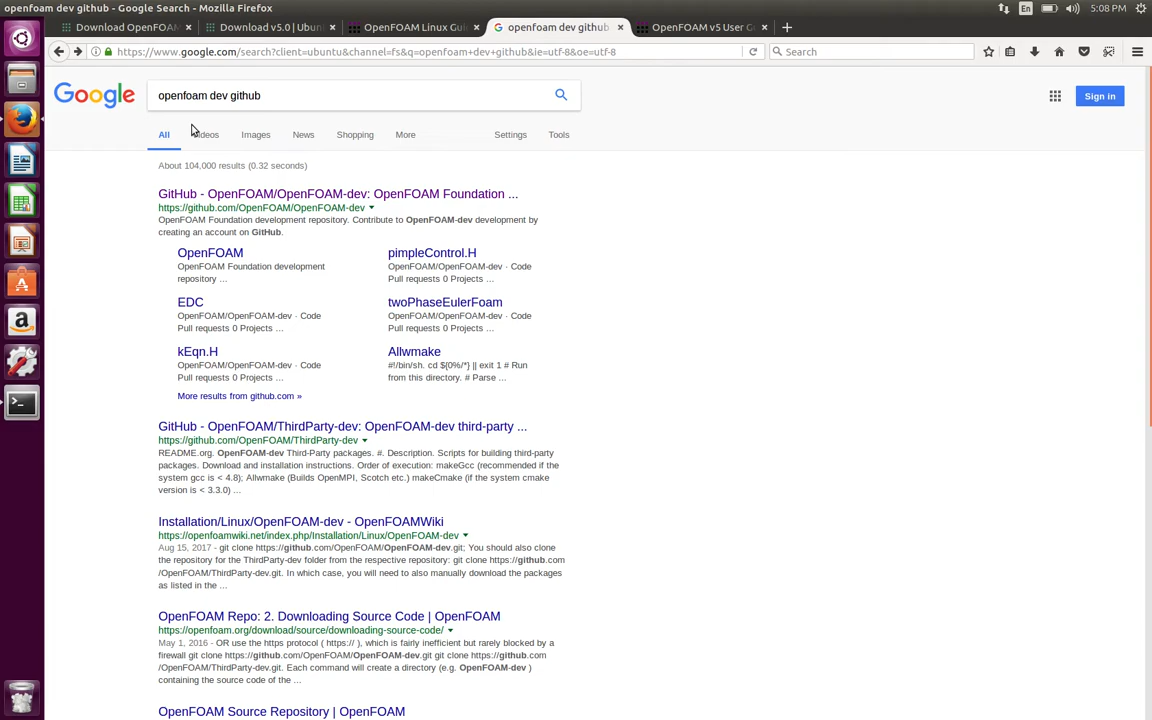 openfoam dev github - Google Search - Mozilla Firefox
En
5:08 PM
Download OpenFOAM
Download v5.0 | Ubun
OpenFOAM Linux Gui
openfoam dev github
OpenFOAM v5 User G
https://www.google.com/search?client=ubuntu&channel=fs&q=openfoam+dev+github&ie=utf-8&oe=utf-8
Search
Google
openfoam dev github
Sign in
All
Videos
Images
News
Shopping
More
Settings
Tools
About 104,000 results (0.32 seconds)
GitHub - OpenFOAM/OpenFOAM-dev: OpenFOAM Foundation ...
https://github.com/OpenFOAM/OpenFOAM-dev
OpenFOAM Foundation development repository. Contribute to OpenFOAM-dev development by
creating an account on GitHub.
OpenFOAM
OpenFOAM Foundation development
repository ...
pimpleControl.H
OpenFOAM/OpenFOAM-dev · Code
Pull requests 0 Projects ...
EDC
OpenFOAM/OpenFOAM-dev · Code
Pull requests 0 Projects ...
twoPhaseEulerFoam
OpenFOAM/OpenFOAM-dev · Code
Pull requests 0 Projects ...
kEqn.H
OpenFOAM/OpenFOAM-dev · Code
Pull requests 0 Projects ...
Allwmake
#!/bin/sh. cd ${0%/*} || exit 1 # Run
from this directory. # Parse ...
More results from github.com »
GitHub - OpenFOAM/ThirdParty-dev: OpenFOAM-dev third-party ...
https://github.com/OpenFOAM/ThirdParty-dev
README.org. OpenFOAM-dev Third-Party packages. #. Description. Scripts for building third-party
packages. Download and installation instructions. Order of execution: makeGcc (recommended if the
system gcc is < 4.8); Allwmake (Builds OpenMPI, Scotch etc.) makeCmake (if the system cmake
version is < 3.3.0) ...
Installation/Linux/OpenFOAM-dev - OpenFOAMWiki
https://openfoamwiki.net/index.php/Installation/Linux/OpenFOAM-dev
Aug 15, 2017 - git clone https://github.com/OpenFOAM/OpenFOAM-dev.git; You should also clone
the repository for the ThirdParty-dev folder from the respective repository: git clone https://github.com
/OpenFOAM/ThirdParty-dev.git. In which case, you will need to also manually download the packages
as listed in the ...
OpenFOAM Repo: 2. Downloading Source Code | OpenFOAM
https://openfoam.org/download/source/downloading-source-code/
May 1, 2016 - OR use the https protocol ( https:// ), which is fairly inefficient but rarely blocked by a
firewall git clone https://github.com/OpenFOAM/OpenFOAM-dev.git git clone https://github.com
/OpenFOAM/ThirdParty-dev.git. Each command will create a directory (e.g. OpenFOAM-dev )
containing the source code of the ...
OpenFOAM Source Repository | OpenFOAM